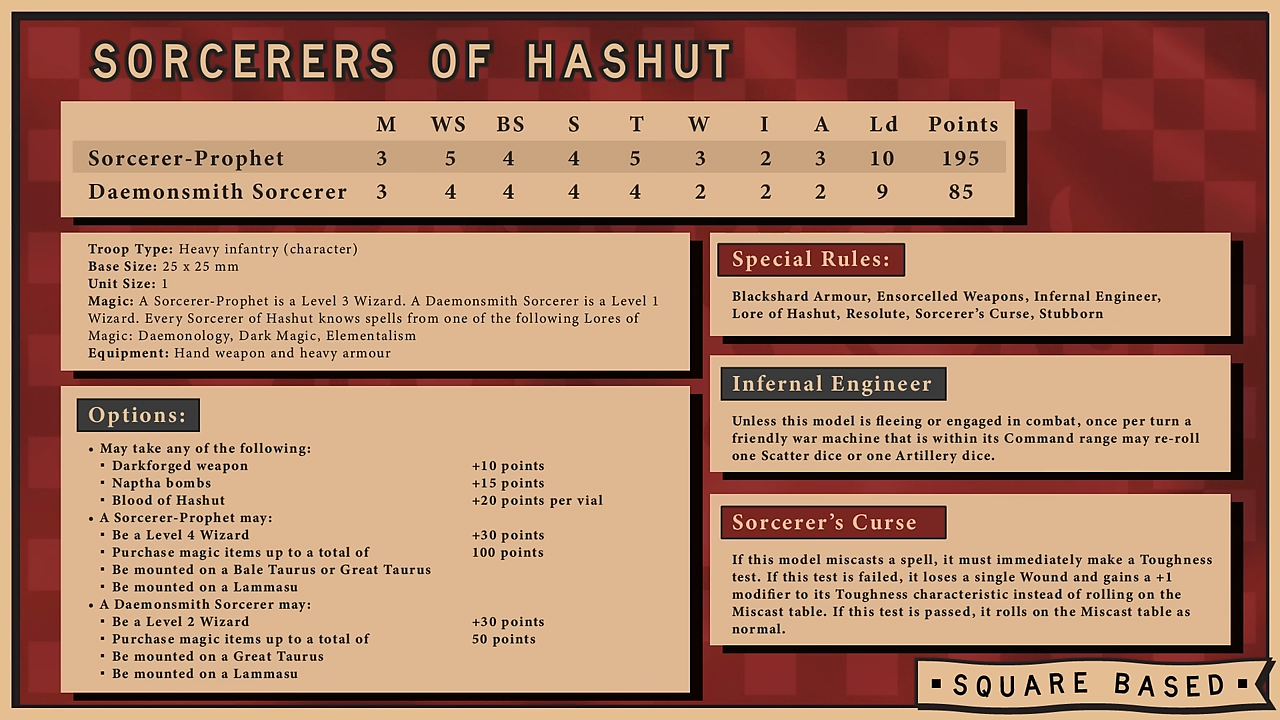 SORCERERS OF HASHUT
M WS BS S T W I A Ld Points
Sorcerer-Prophet 3 5 4 4 5 3 2 3 10 195
Daemonsmith Sorcerer 3 4 4 4 4 2 2 2 9 85
Troop Type: Heavy infantry (character)
Base Size: 25 x 25 mm
Unit Size: 1
Magic: A Sorcerer-Prophet is a Level 3 Wizard. A Daemonsmith Sorcerer is a Level 1
Wizard. Every Sorcerer of Hashut knows spells from one of the following Lores of
Magic: Daemonology, Dark Magic, Elementalism
Equipment: Hand weapon and heavy armour
Options:
• May take any of the following:
▪ Darkforged weapon +10 points
▪ Naptha bombs +15 points
▪ Blood of Hashut +20 points per vial
• A Sorcerer-Prophet may:
▪ Be a Level 4 Wizard +30 points
▪ Purchase magic items up to a total of 100 points
▪ Be mounted on a Bale Taurus or Great Taurus
▪ Be mounted on a Lammasu
• A Daemonsmith Sorcerer may:
▪ Be a Level 2 Wizard +30 points
▪ Purchase magic items up to a total of 50 points
▪ Be mounted on a Great Taurus
▪ Be mounted on a Lammasu
Special Rules:
Blackshard Armour, Ensorcelled Weapons, Infernal Engineer,
Lore of Hashut, Resolute, Sorcerer's Curse, Stubborn
Infernal Engineer
Unless this model is fleeing or engaged in combat, once per turn a
friendly war machine that is within its Command range may re-roll
one Scatter dice or one Artillery dice.
Sorcerer's Curse
If this model miscasts a spell, it must immediately make a Toughness
test. If this test is failed, it loses a single Wound and gains a +1
modifier to its Toughness characteristic instead of rolling on the
Miscast table. If this test is passed, it rolls on the Miscast table as
normal.
▪ SQUARE BASED ▪